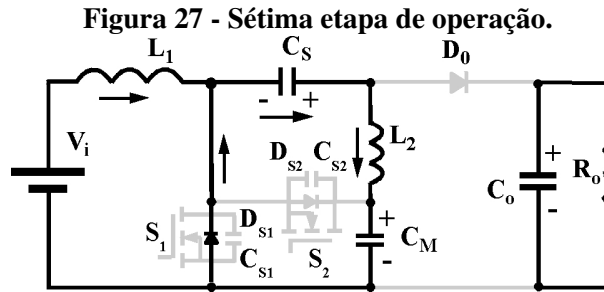 Figura 27 - Sétima etapa de operação.
L1 CS D0
- +
Vi
DS2 CS2 L2
+
Co
-
Ro
S1 DS1 CS1
S2
+
CM
-